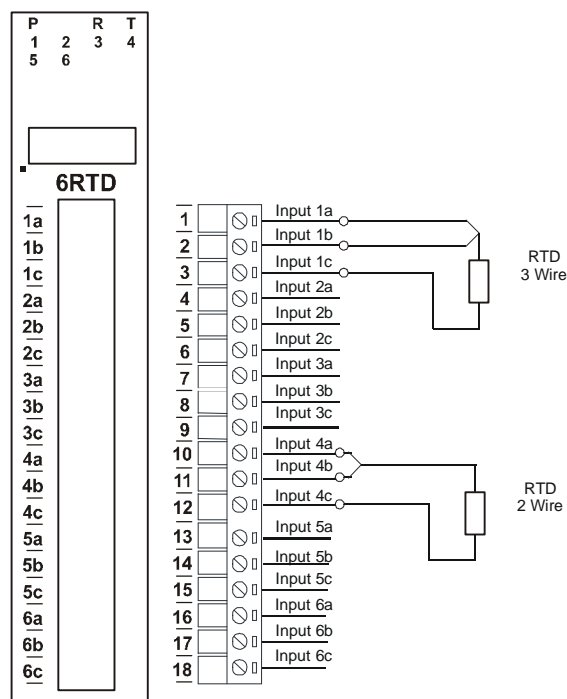 P R T
1 2 3 4
5 6
6RTD
1a
1b
1c
2a
2b
2c
3a
3b
3c
4a
4b
4c
5a
5b
5c
6a
6b
6c
1 Input 1a
2 Input 1b
3 Input 1c
4 Input 2a
5 Input 2b
6 Input 2c
7 Input 3a
8 Input 3b
9 Input 3c
10 Input 4a
11 Input 4b
12 Input 4c
13 Input 5a
14 Input 5b
15 Input 5c
16 Input 6a
17 Input 6b
18 Input 6c
RTD
3 Wire
RTD
2 Wire